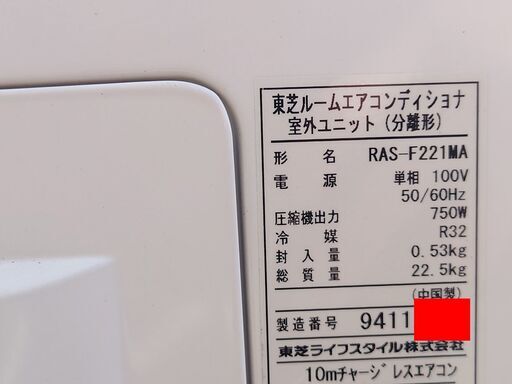 東芝ルームエアコンディショナ
室外ユニット(分離形)
形 名 RAS-F221MA
電 源 単相 100V
50/60Hz
圧縮機出力 750W
冷 媒 R32
封 入 量 0.53kg
総 質 量 22.5kg
(中国製)
製造番号 9411
東芝ライフスタイル株式会社
10mチャージレスエアコン